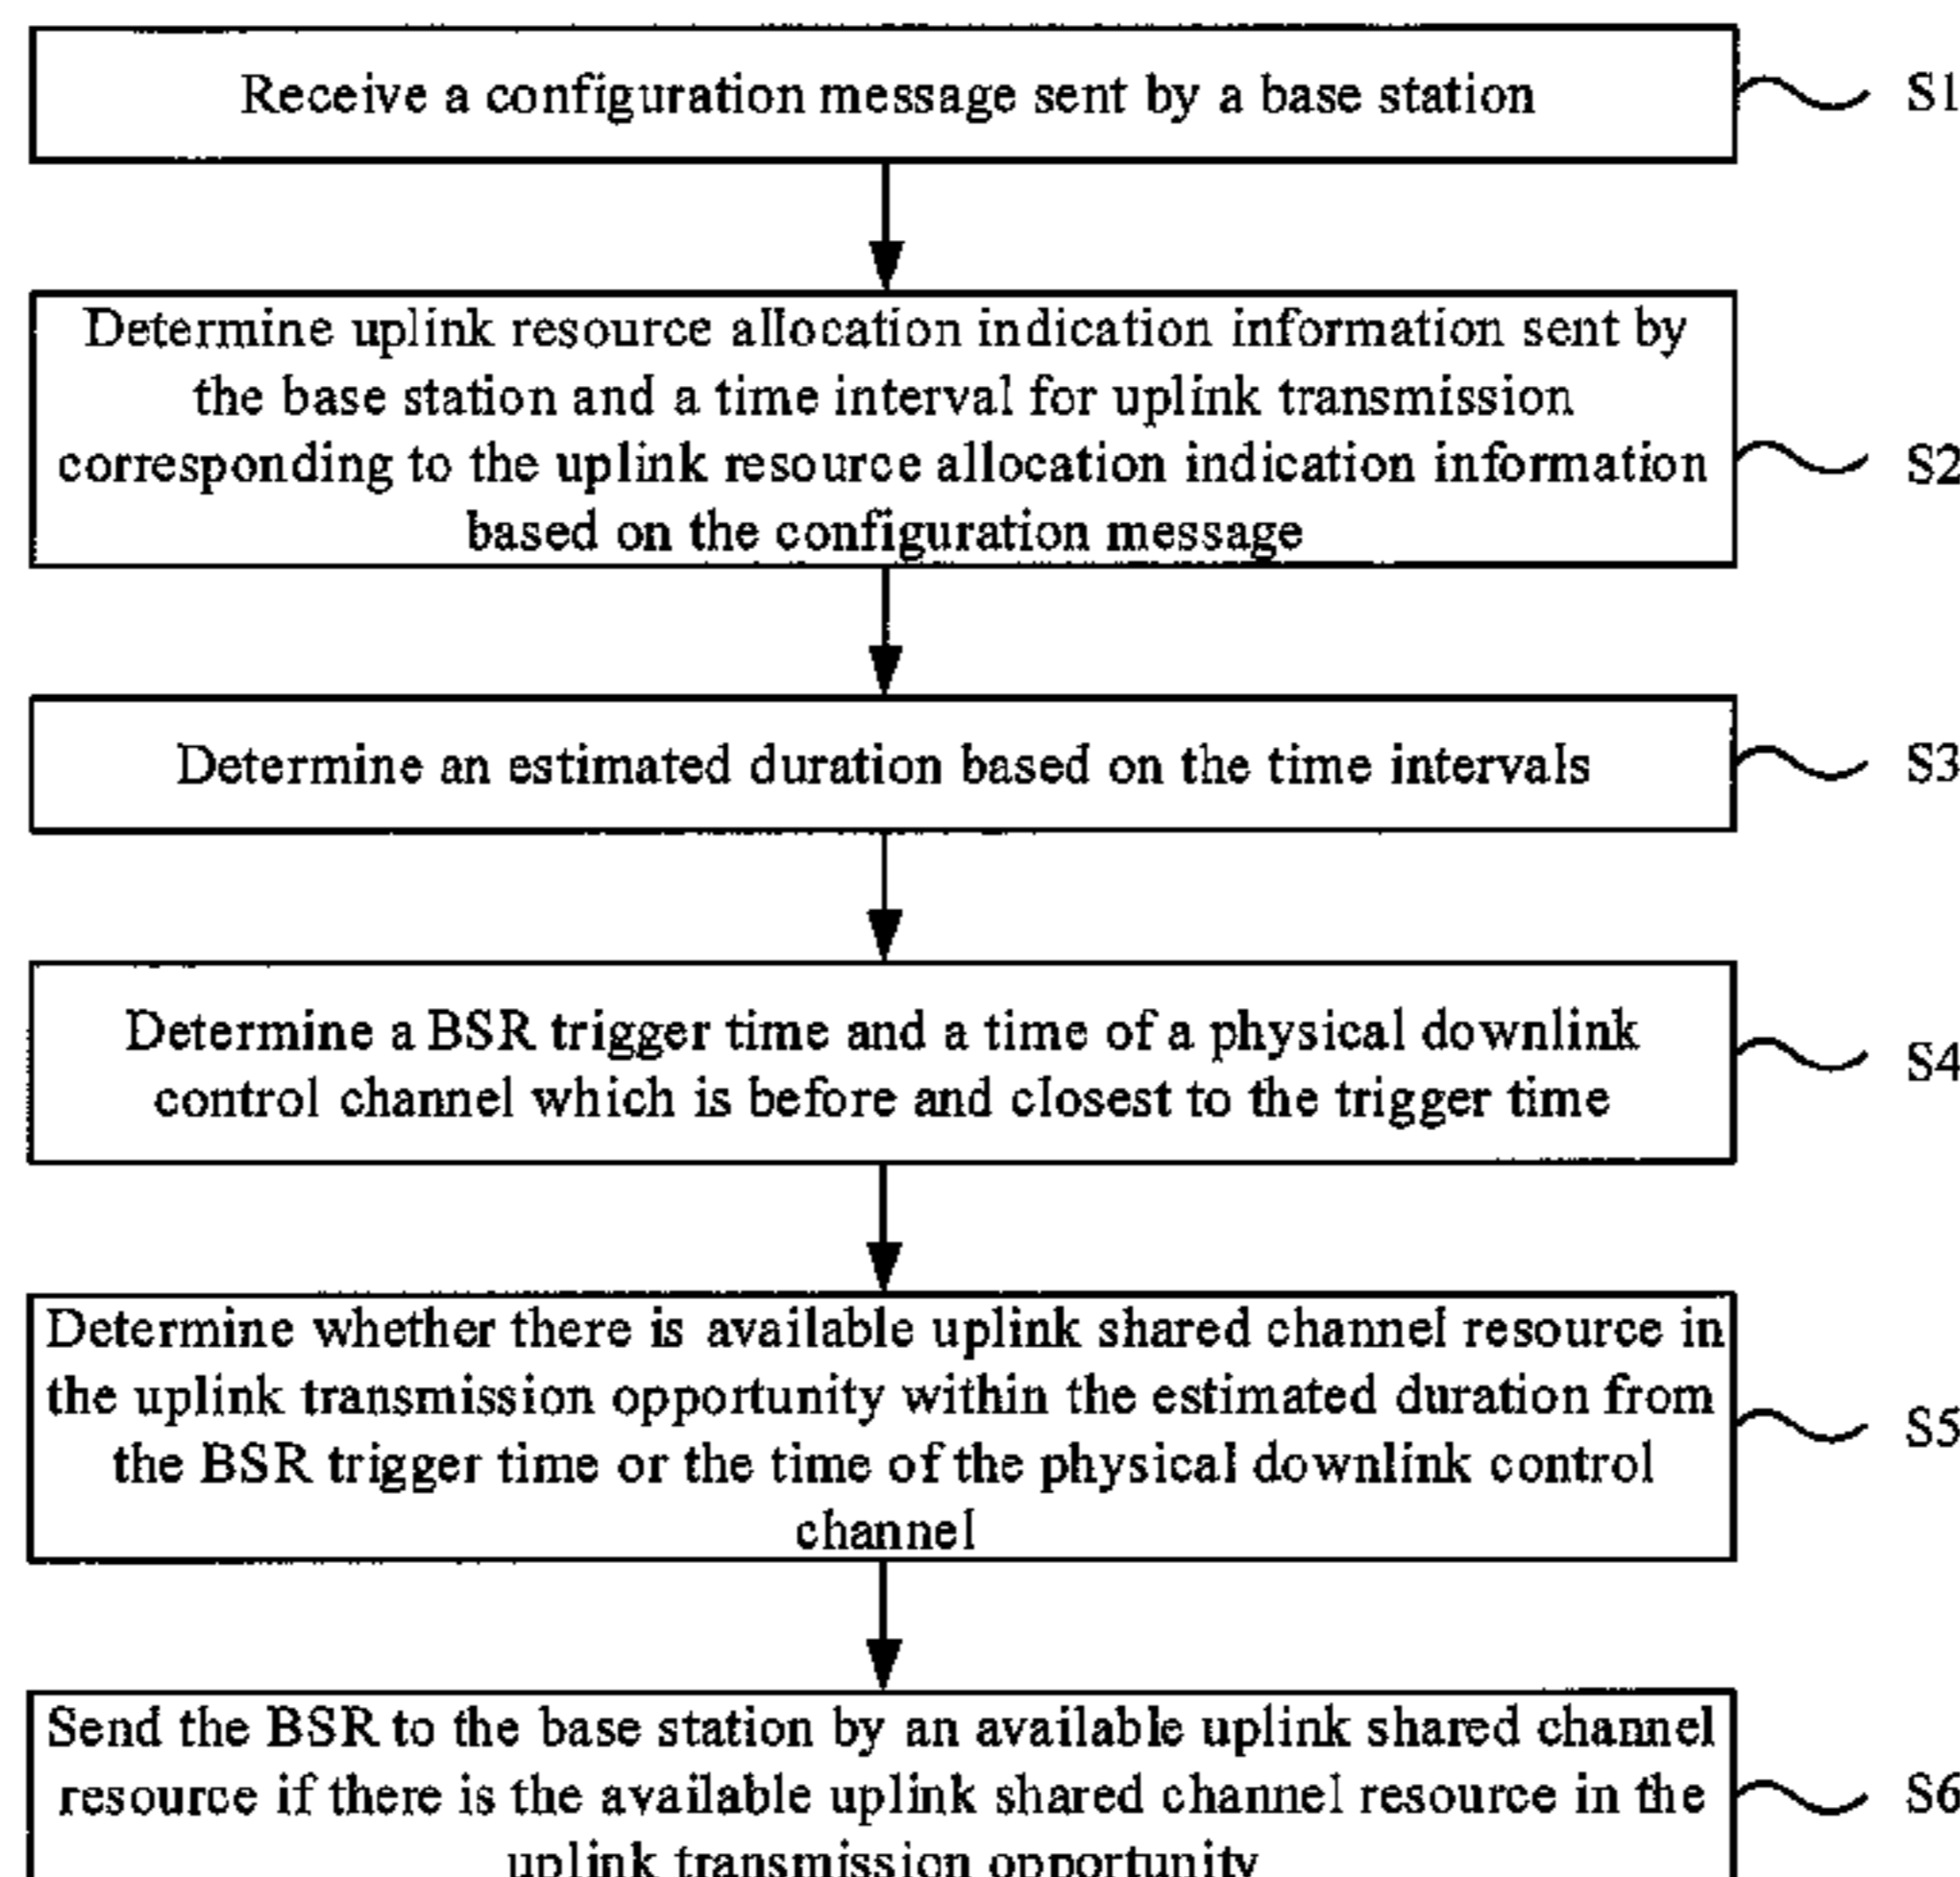 Receive a configuration message sent by a base station
S1
Determine uplink resource allocation indication information sent by
the base station and a time interval for uplink transmission
corresponding to the uplink resource allocation indication information
based on the configuration message
S2
Determine an estimated duration based on the time intervals
S3
Determine a BSR trigger time and a time of a physical downlink
control channel which is before and closest to the trigger time
S4
Determine whether there is available uplink shared channel resource in
the uplink transmission opportunity within the estimated duration from
the BSR trigger time or the time of the physical downlink control
channel
S5
Send the BSR to the base station by an available uplink shared channel
resource if there is the available uplink shared channel resource in the
uplink transmission opportunity
S6